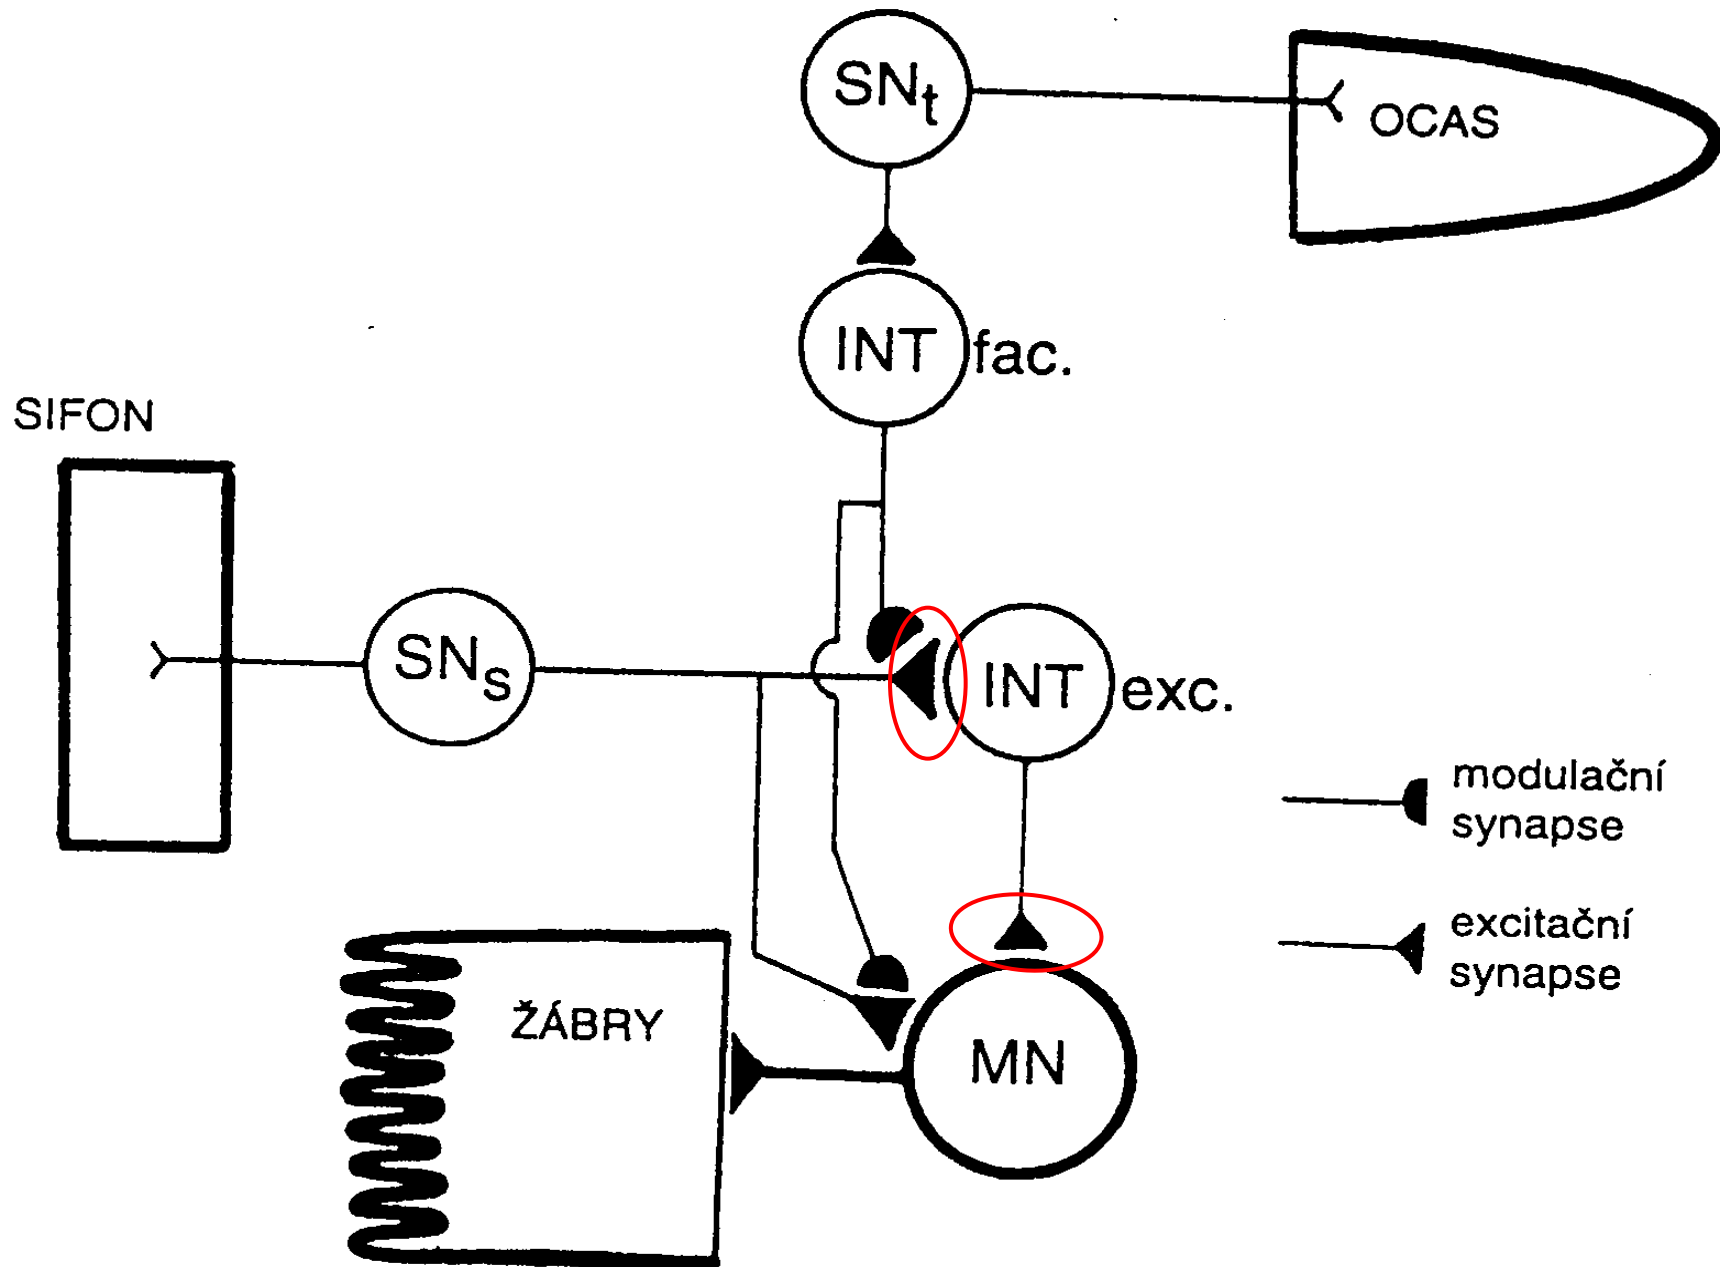 SNt
OCAS
INT fac.
SIFON
SNs
INT exc.
modulační
synapse
excitační
synapse
ŽÁBRY
MN